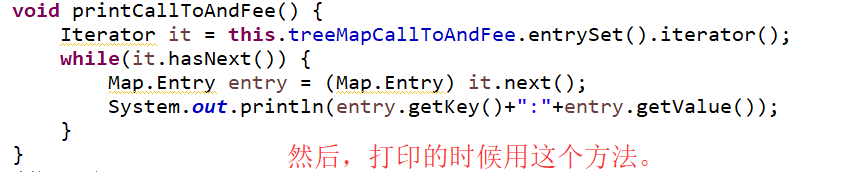 void printCallToAndFee() {
    Iterator it = this.treeMapCallToAndFee.entrySet().iterator();
    while(it.hasNext()) {
        Map.Entry entry = (Map.Entry) it.next();
        System.out.println(entry.getKey()+":"+entry.getValue());
    }
}
然后，打印的时候用这个方法。